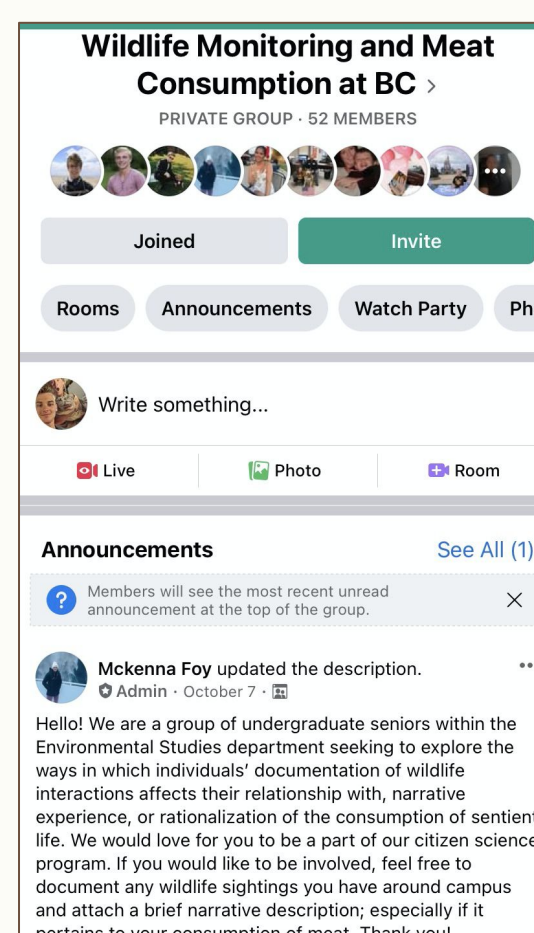 Wildlife Monitoring and Meat
Consumption at BC >
PRIVATE GROUP · 52 MEMBERS
Joined
Invite
Rooms
Announcements
Watch Party
Ph
Write something...
Live
Photo
Room
Announcements
See All (1)
Members will see the most recent unread
announcement at the top of the group.
Mckenna Foy updated the description.
Admin · October 7 ·
Hello! We are a group of undergraduate seniors within the
Environmental Studies department seeking to explore the
ways in which individuals’ documentation of wildlife
interactions affects their relationship with, narrative
experience, or rationalization of the consumption of sentient
life. We would love for you to be a part of our citizen science
program. If you would like to be involved, feel free to
document any wildlife sightings you have around campus
and attach a brief narrative description; especially if it
pertains to your consumption of meat. Thank you!